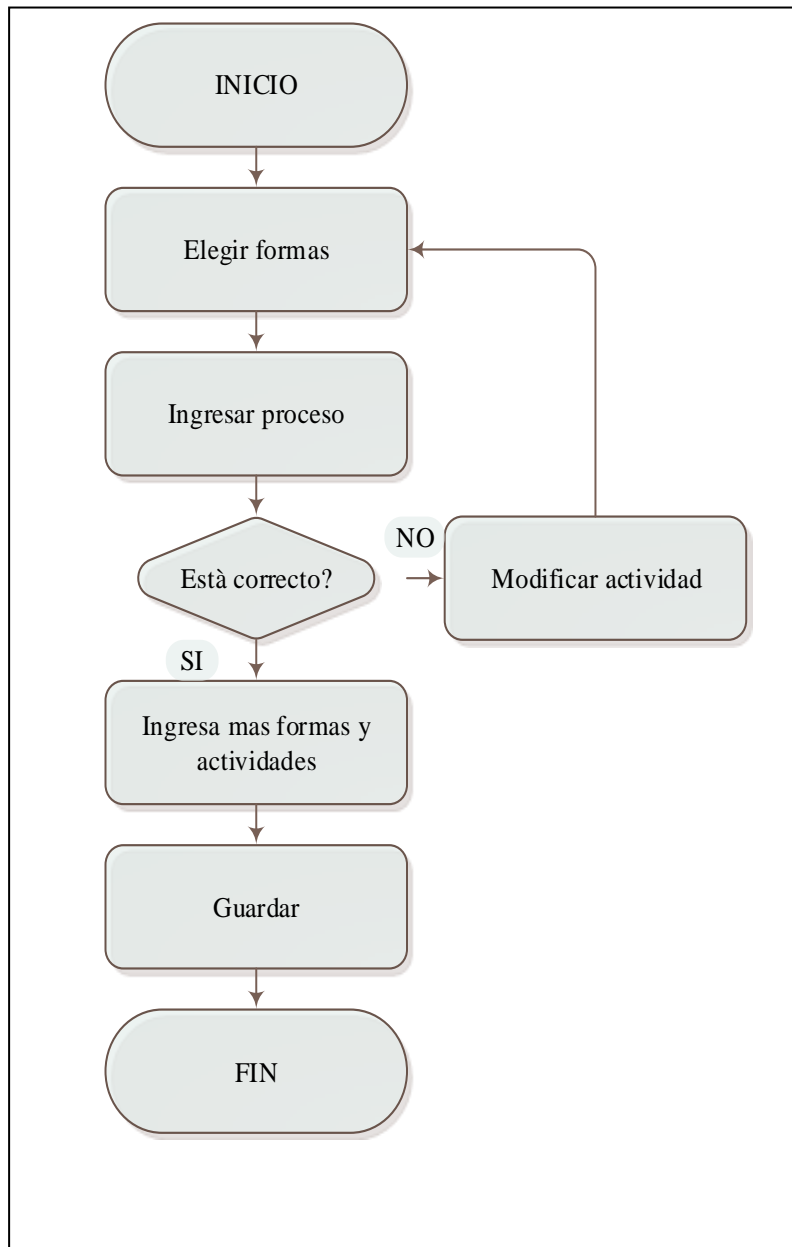 INICIO
Elegir formas
Ingresar proceso
Està correcto?
NO
Modificar actividad
SI
Ingresa mas formas y
actividades
Guardar
FIN